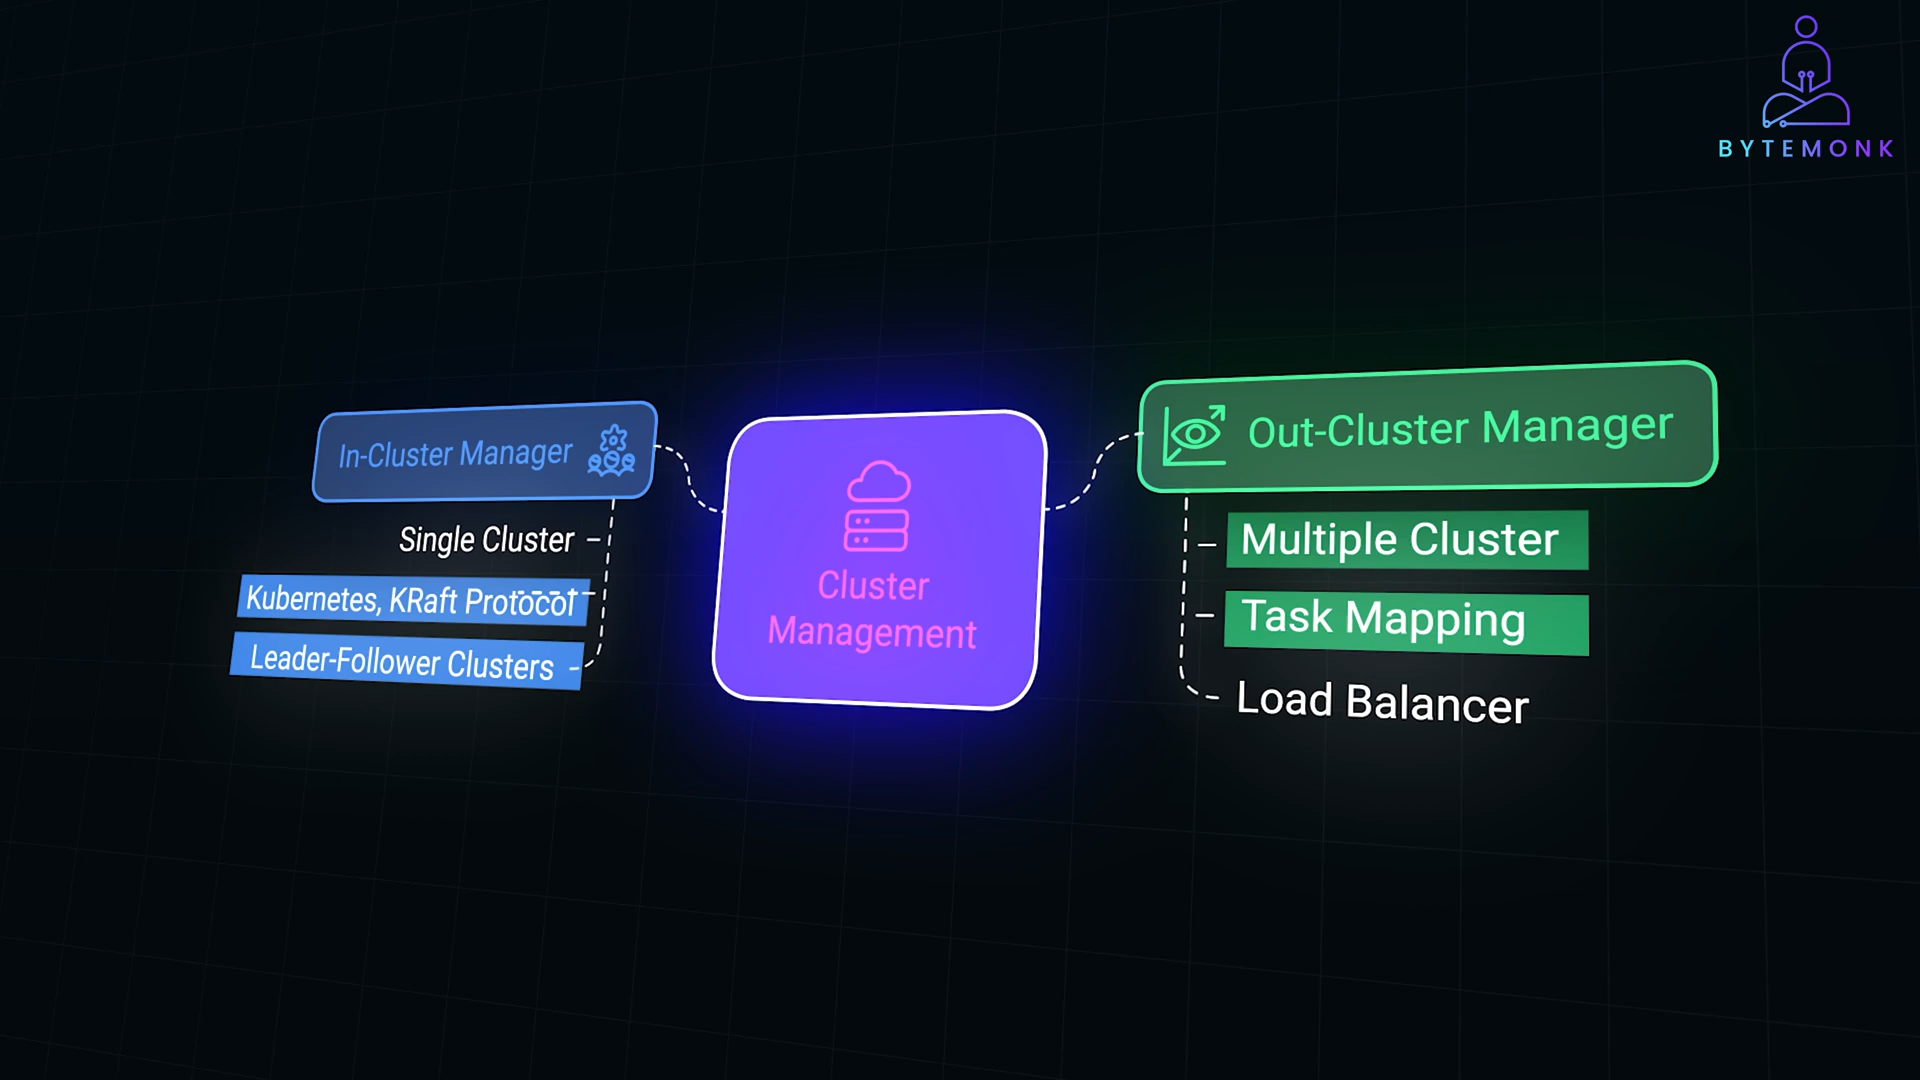 BYTEMONK
In-Cluster Manager
Single Cluster
Kubernetes, KRaft Protocol
Leader-Follower Clusters
Cluster
Management
Out-Cluster Manager
Multiple Cluster
Task Mapping
Load Balancer